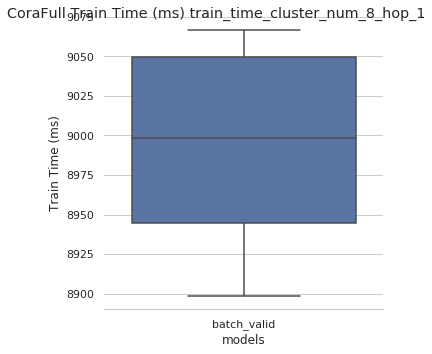 CoraFull Train Time (ms) train_time_cluster_num_8_hop_1
9075
9050
9025
9000
8975
8950
8925
8900
Train Time (ms)
batch_valid
models